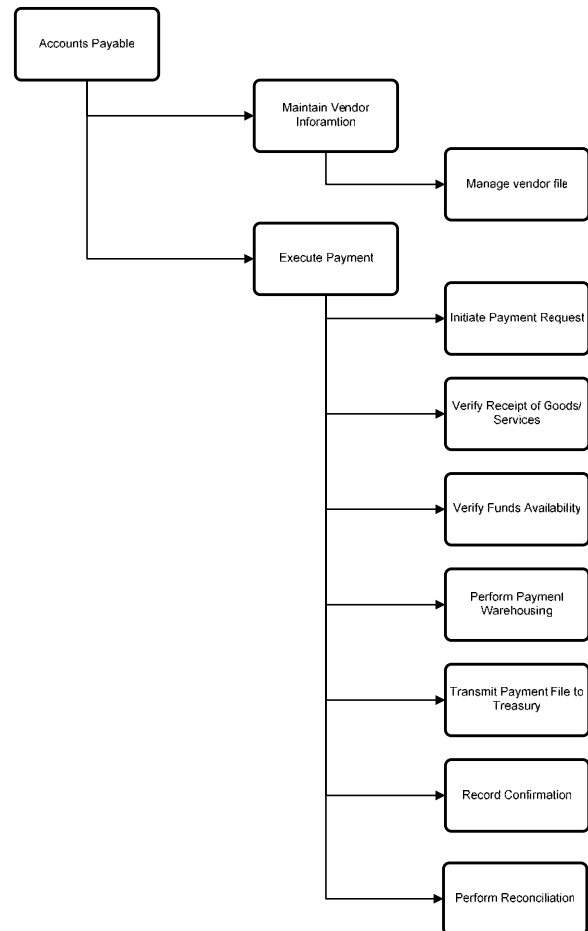 Accounts Payable
Maintain Vendor
Inforamtion
Manage vendor file
Execute Payment
Initiate Payment Request
Verify Receipt of Goods/
Services
Verify Funds Availability
Perform Payment
Warehousing
Transmit Payment File to
Treasury
Record Confirmation
Perform Reconciliation